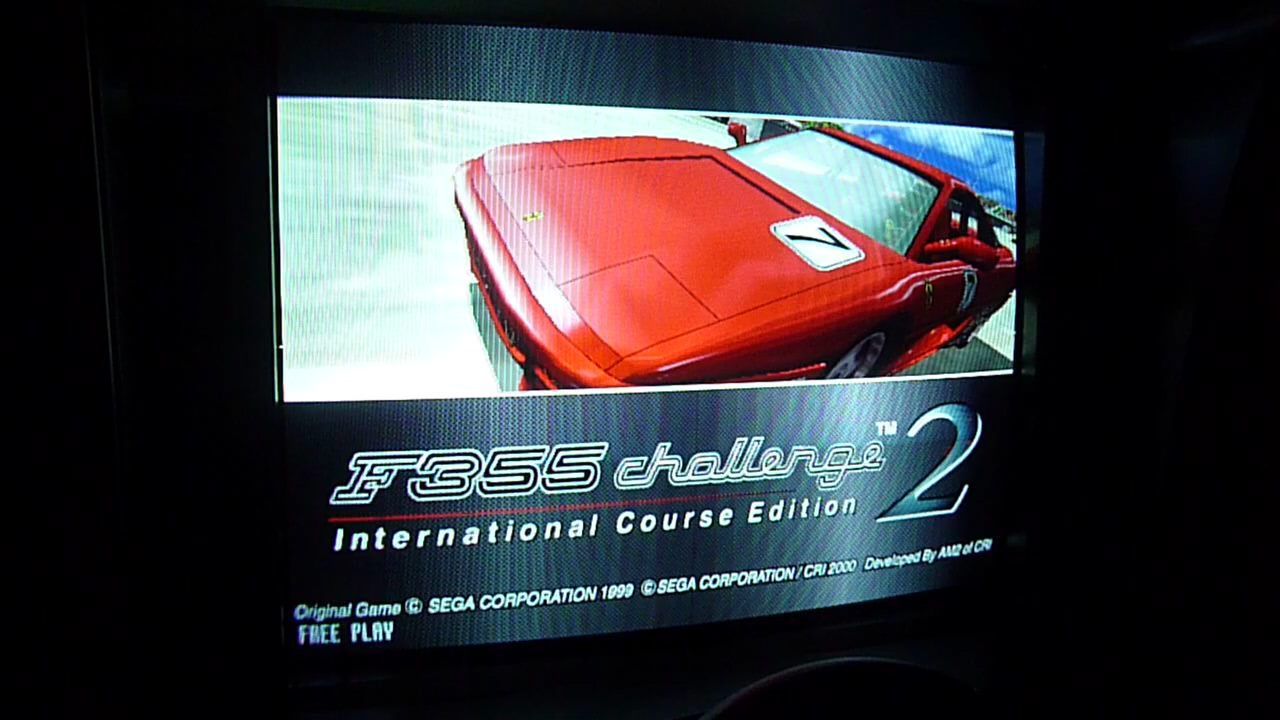 7
F355 challenge™ 2
International Course Edition
Original Game © SEGA CORPORATION 1999 © SEGA CORPORATION / CRI 2000 Developed By AM2 of CRI
FREE PLAY